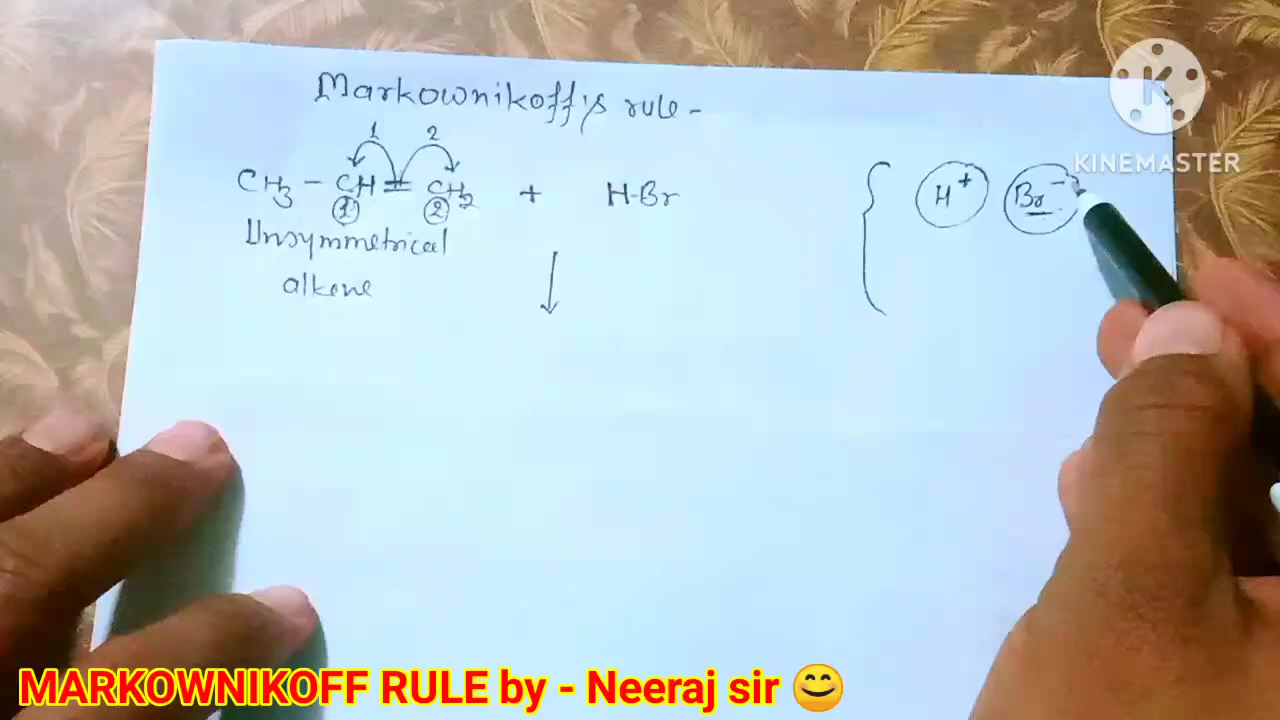 Markownikoff's rule -
1 2
CH3 - CH = CH2 + H-Br
1 2
Unsymmetrical
alkene
H+ Br-
K
KINEMASTER
MARKOWNIKOFF RULE by - Neeraj sir 😊